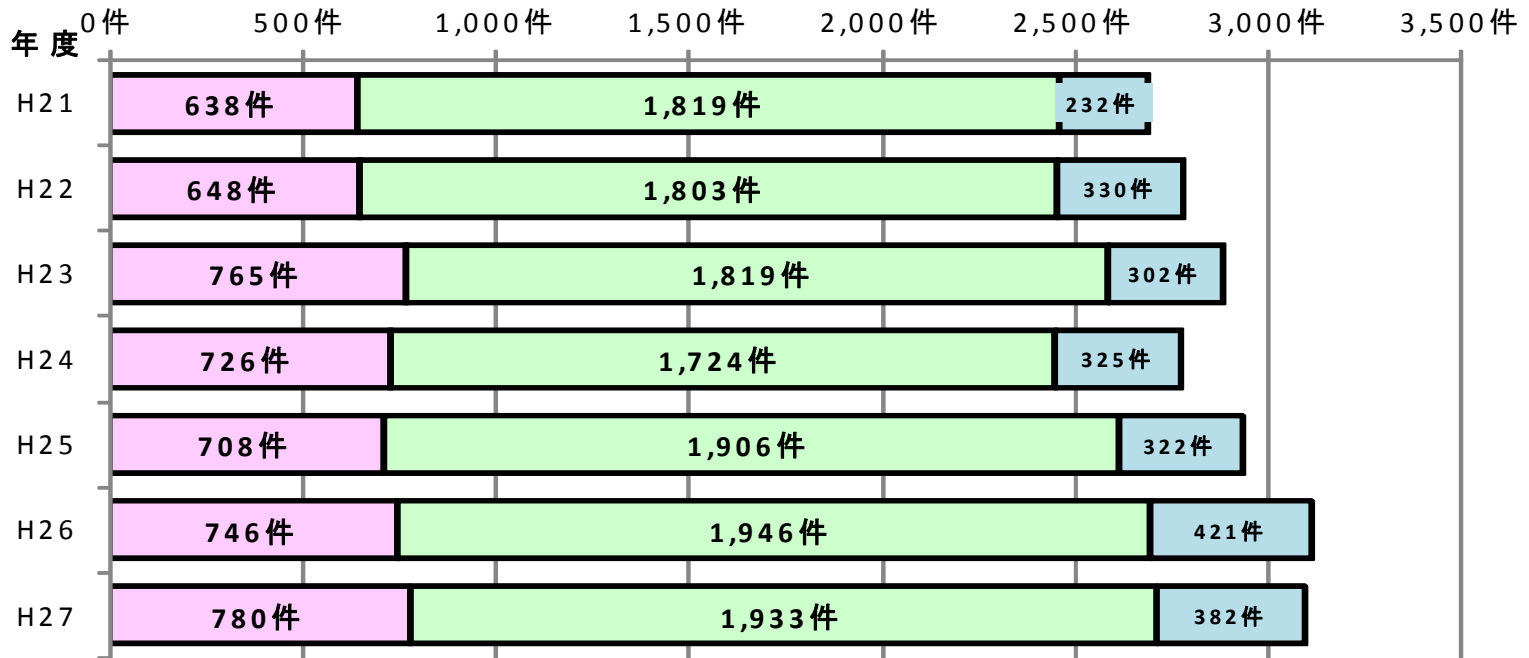 0件 500件 1,000件 1,500件 2,000件 2,500件 3,000件 3,500件
年度
H21 638件 1,819件 232件
H22 648件 1,803件 330件
H23 765件 1,819件 302件
H24 726件 1,724件 325件
H25 708件 1,906件 322件
H26 746件 1,946件 421件
H27 780件 1,933件 382件